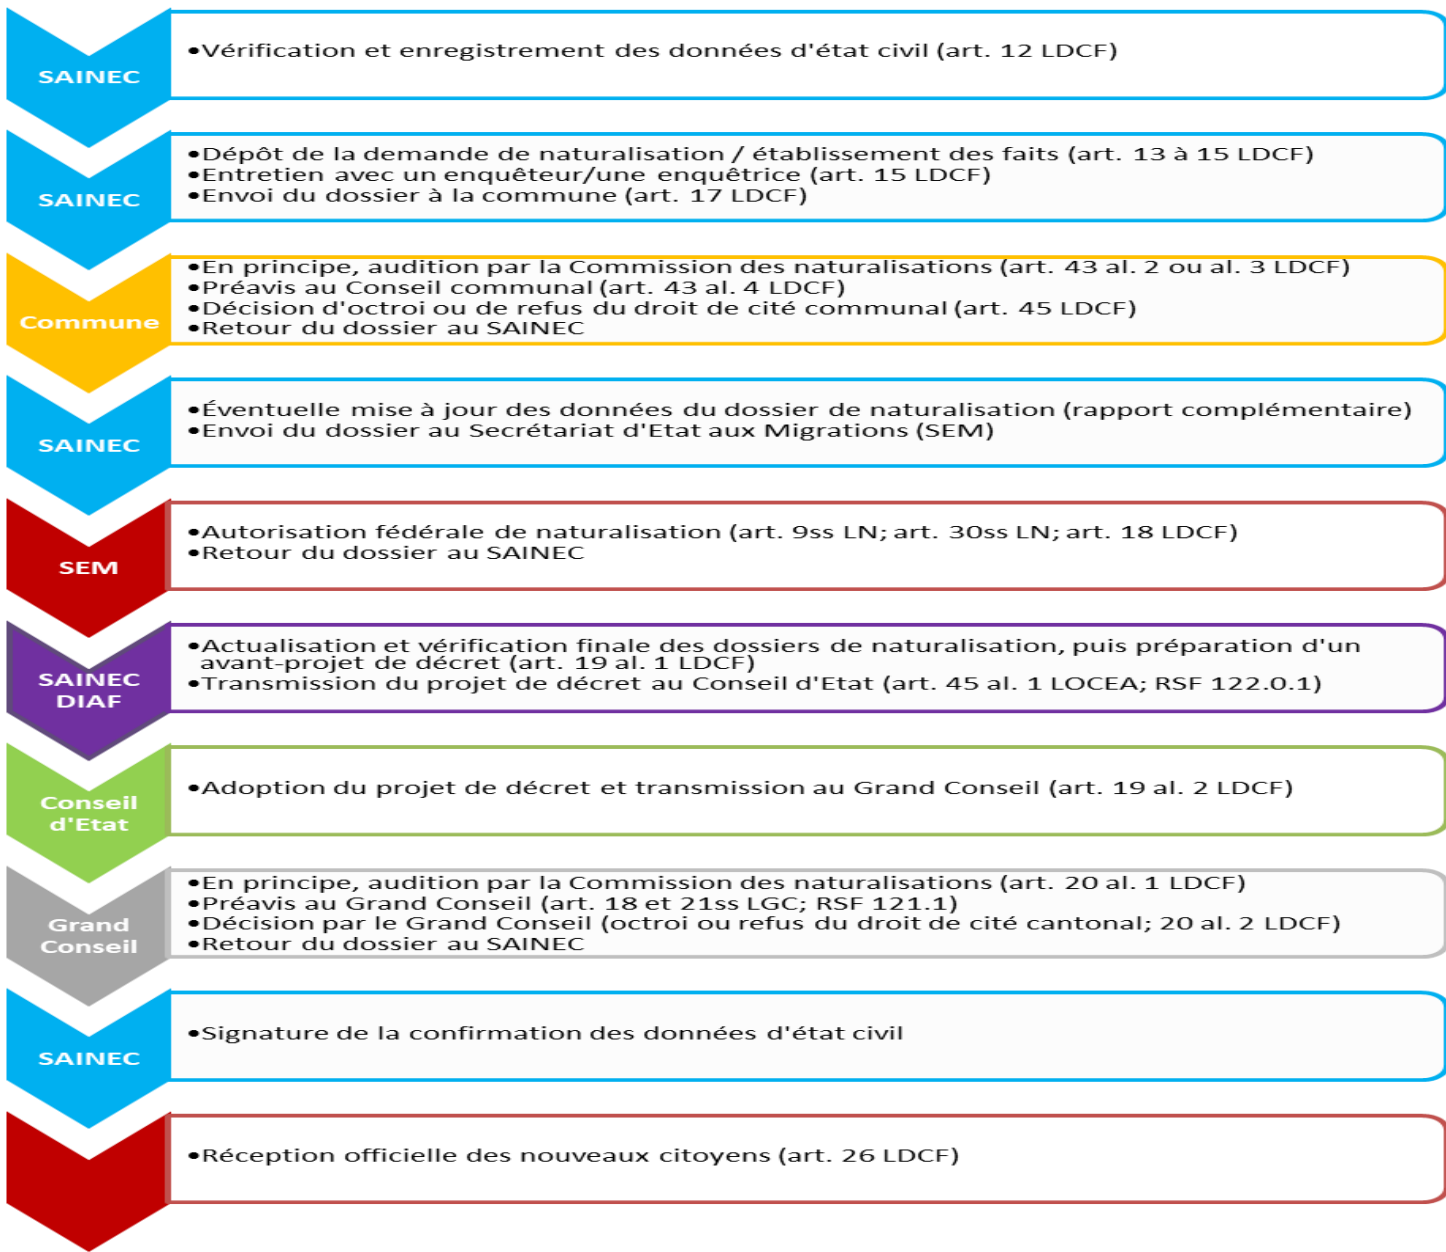 SAINEC
•Vérification et enregistrement des données d'état civil (art. 12 LDCF)
SAINEC
•Dépôt de la demande de naturalisation / établissement des faits (art. 13 à 15 LDCF)
•Entretien avec un enquêteur/une enquêtrice (art. 15 LDCF)
•Envoi du dossier à la commune (art. 17 LDCF)
Commune
•En principe, audition par la Commission des naturalisations (art. 43 al. 2 ou al. 3 LDCF)
•Préavis au Conseil communal (art. 43 al. 4 LDCF)
•Décision d'octroi ou de refus du droit de cité communal (art. 45 LDCF)
•Retour du dossier au SAINEC
SAINEC
•Éventuelle mise à jour des données du dossier de naturalisation (rapport complémentaire)
•Envoi du dossier au Secrétariat d'Etat aux Migrations (SEM)
SEM
•Autorisation fédérale de naturalisation (art. 9ss LN; art. 30ss LN; art. 18 LDCF)
•Retour du dossier au SAINEC
SAINEC
DIAF
•Actualisation et vérification finale des dossiers de naturalisation, puis préparation d'un
avant-projet de décret (art. 19 al. 1 LDCF)
•Transmission du projet de décret au Conseil d'Etat (art. 45 al. 1 LOCEA; RSF 122.0.1)
Conseil
d'Etat
•Adoption du projet de décret et transmission au Grand Conseil (art. 19 al. 2 LDCF)
Grand
Conseil
•En principe, audition par la Commission des naturalisations (art. 20 al. 1 LDCF)
•Préavis au Grand Conseil (art. 18 et 21ss LGC; RSF 121.1)
•Décision par le Grand Conseil (octroi ou refus du droit de cité cantonal; 20 al. 2 LDCF)
•Retour du dossier au SAINEC
SAINEC
•Signature de la confirmation des données d'état civil
•Réception officielle des nouveaux citoyens (art. 26 LDCF)